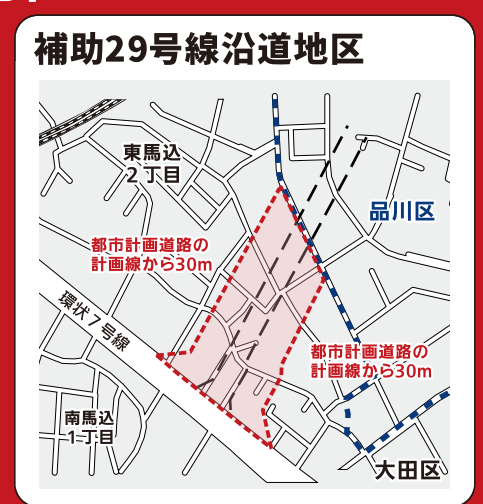 補助29号線沿道地区
東馬込
2丁目
品川区
都市計画道路の
計画線から30m
環状7号線
都市計画道路の
計画線から30m
南馬込
1丁目
大田区